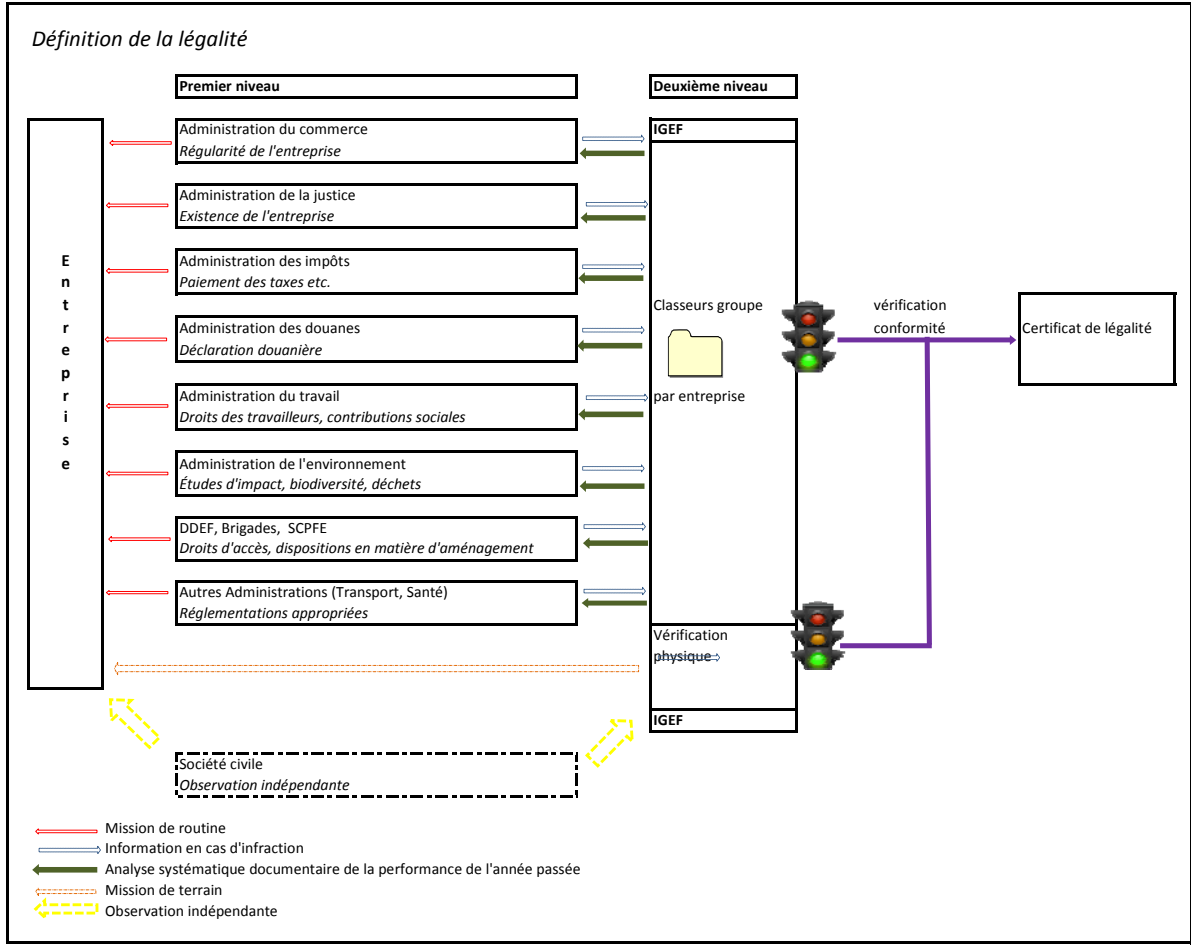 Définition de la légalité
Premier niveau
Deuxième niveau
Entreprise
Administration du commerce
Régularité de l'entreprise
IGEF
Administration de la justice
Existence de l'entreprise
Administration des impôts
Paiement des taxes etc.
Administration des douanes
Déclaration douanière
Administration du travail
Droits des travailleurs, contributions sociales
Administration de l'environnement
Études d'impact, biodiversité, déchets
DDEF, Brigades, SCPFE
Droits d'accès, dispositions en matière d'aménagement
Autres Administrations (Transport, Santé)
Réglementations appropriées
Classeurs groupe
par entreprise
vérification
conformité
Certificat de légalité
Vérification
physique
IGEF
Société civile
Observation indépendante
Mission de routine
Information en cas d'infraction
Analyse systématique documentaire de la performance de l'année passée
Mission de terrain
Observation indépendante